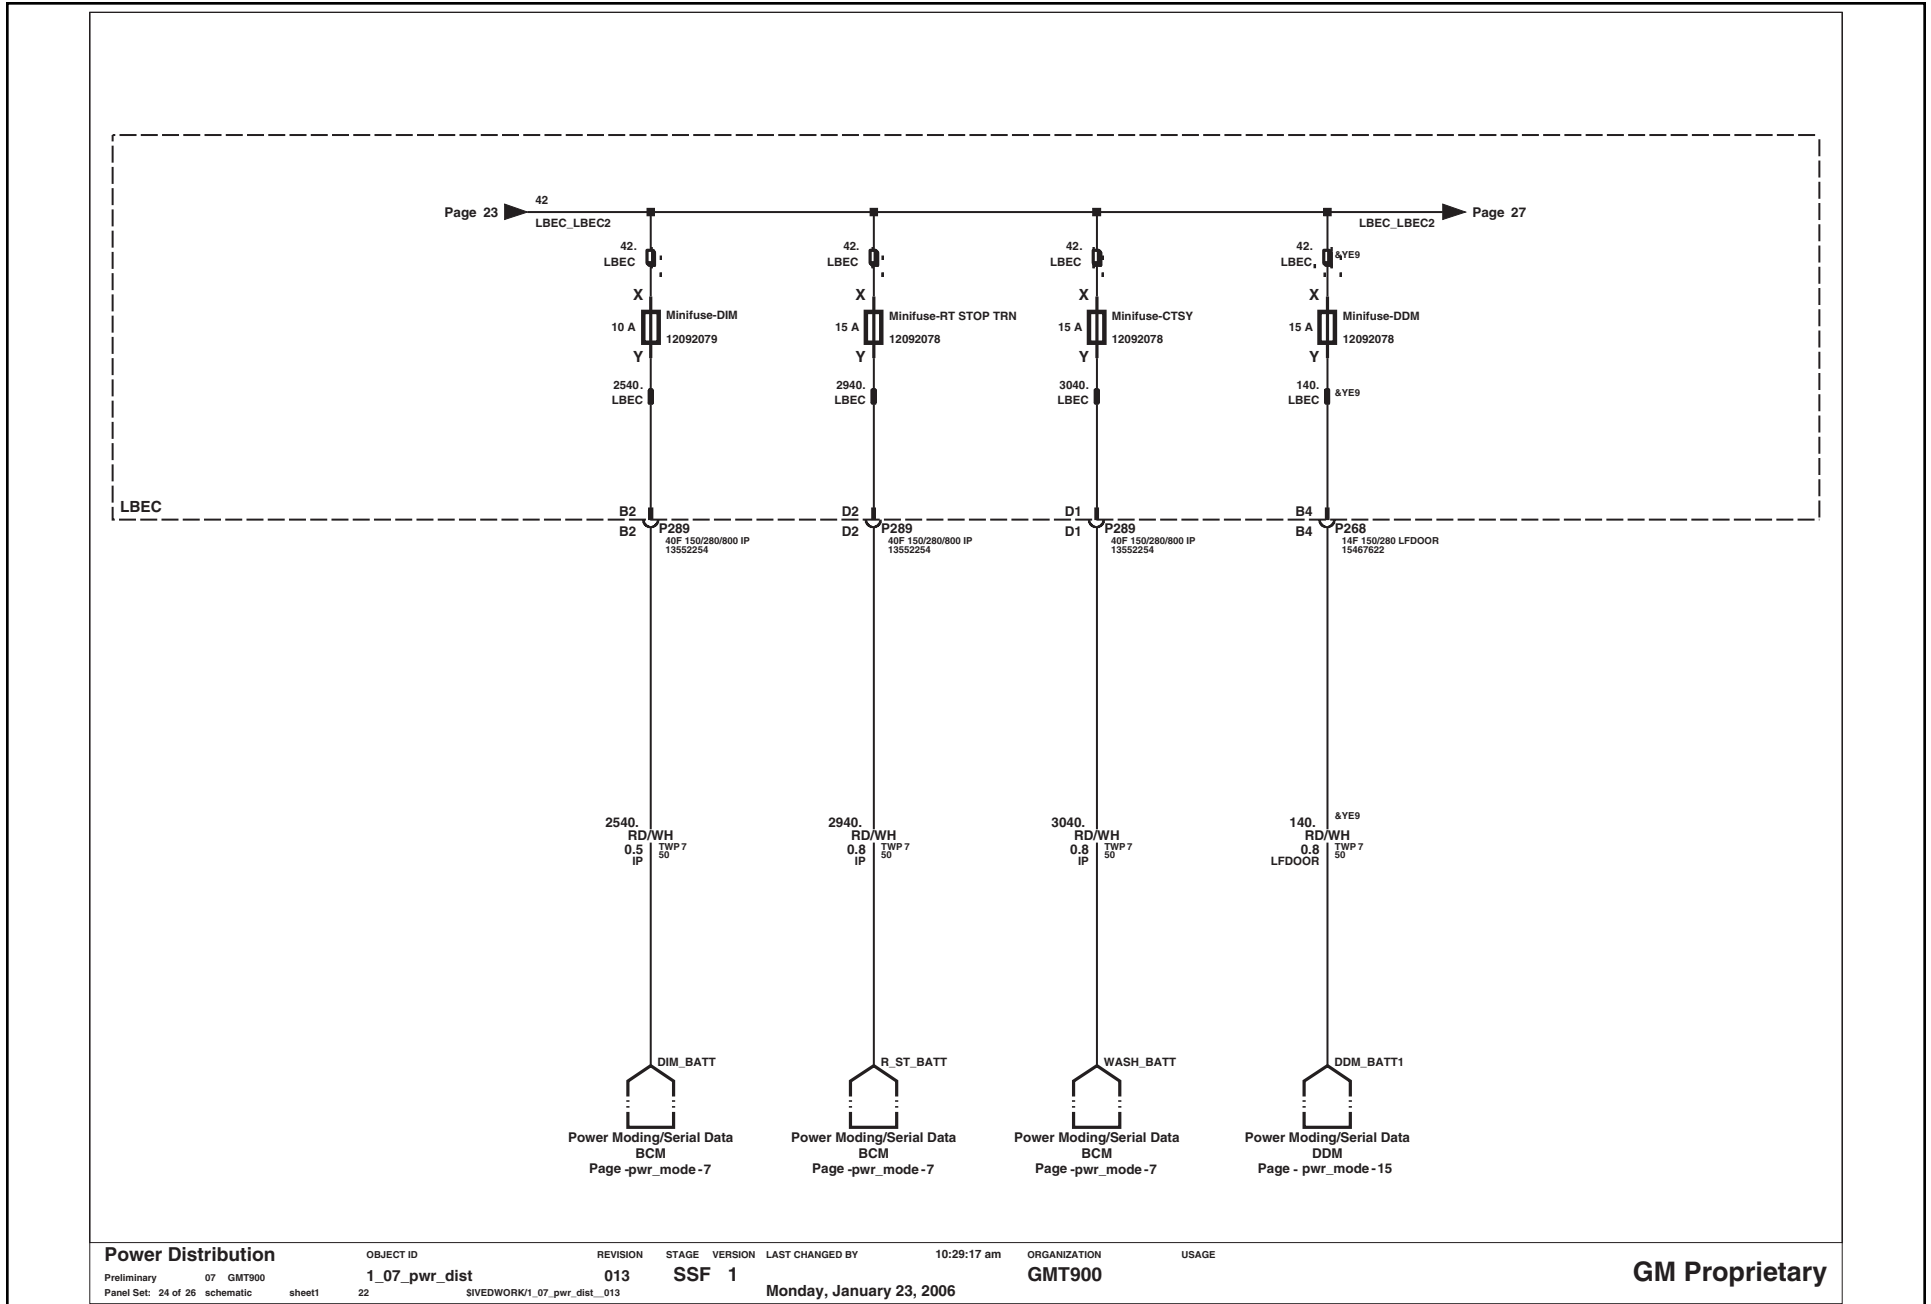 42
Page 23
LBEC_LBEC2
LBEC_LBEC2
Page 27
42.
LBEC
42.
LBEC
42.
LBEC
42.
LBEC
&YE9
X
X
X
X
10 A
Minifuse-DIM
12092079
15 A
Minifuse-RT STOP TRN
12092078
15 A
Minifuse-CTSY
12092078
15 A
Minifuse-DDM
12092078
Y
Y
Y
Y
2540.
LBEC
2940.
LBEC
3040.
LBEC
140.
LBEC
&YE9
LBEC
B2
D2
D1
B4
B2
P289
40F 150/280/800 IP
13552254
D2
P289
40F 150/280/800 IP
13552254
D1
P289
40F 150/280/800 IP
13552254
B4
P268
14F 150/280 LFDOOR
15467622
2540.
RD/WH
0.5
TWP 7
50
IP
2940.
RD/WH
0.8
TWP 7
50
IP
3040.
RD/WH
0.8
TWP 7
50
IP
140.
&YE9
RD/WH
0.8
TWP 7
50
LFDOOR
DIM_BATT
R_ST_BATT
WASH_BATT
DDM_BATT1
Power Moding/Serial Data
BCM
Page -pwr_mode-7
Power Moding/Serial Data
BCM
Page -pwr_mode-7
Power Moding/Serial Data
BCM
Page -pwr_mode-7
Power Moding/Serial Data
DDM
Page - pwr_mode-15
Power Distribution
OBJECT ID
REVISION
STAGE
VERSION
LAST CHANGED BY
10:29:17 am
ORGANIZATION
USAGE
Preliminary
07 GMT900
1_07_pwr_dist
013
SSF
1
GMT900
GM Proprietary
Panel Set: 24 of 26 schematic
sheet1
22
$IVEDWORK/1_07_pwr_dist__013
Monday, January 23, 2006